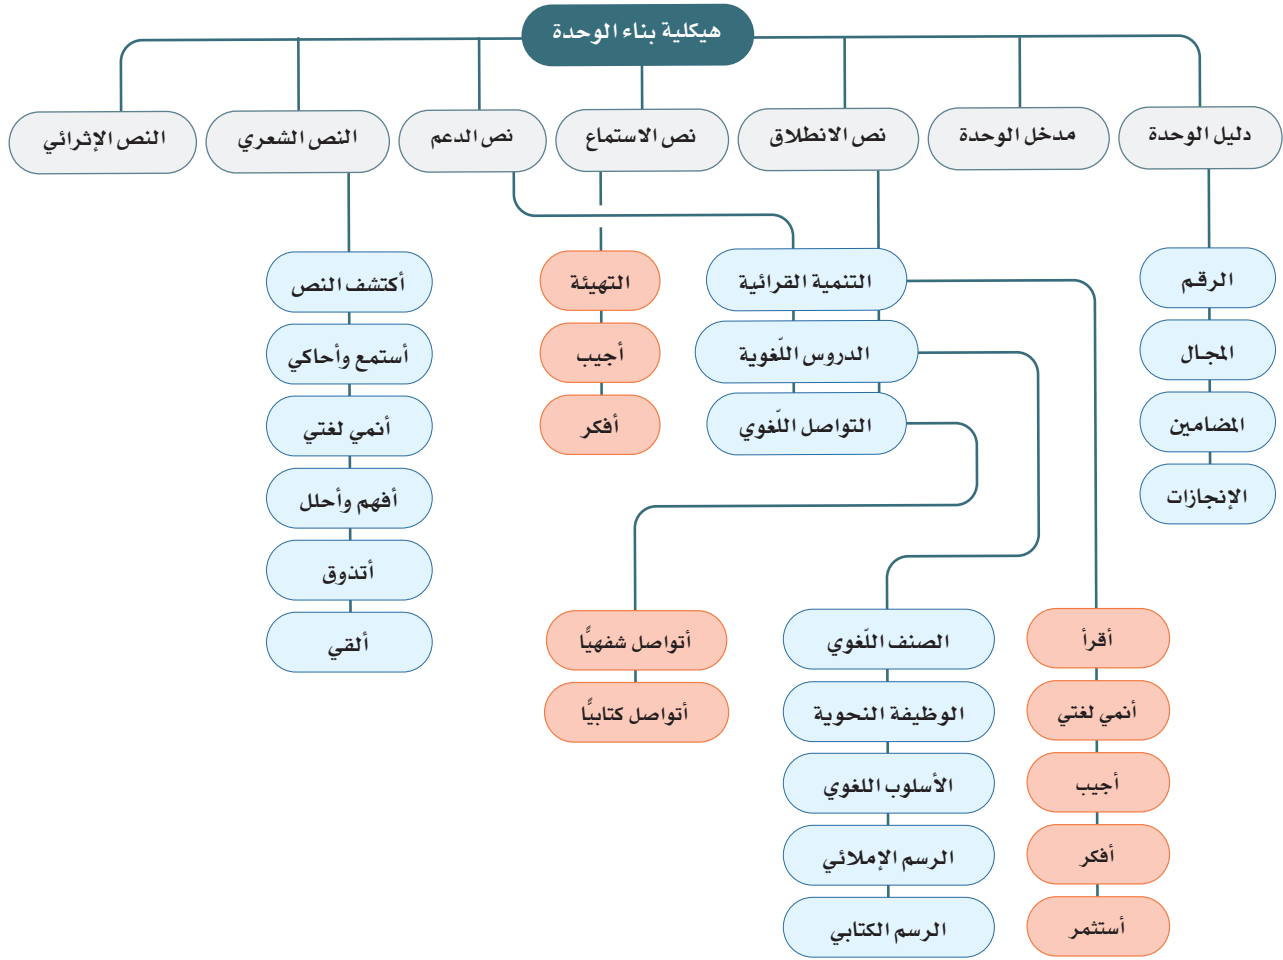 هيكلية بناء الوحدة
دليل الوحدة
مدخل الوحدة
نص الانطلاق
نص الاستماع
نص الدعم
النص الشعري
النص الإثرائي
الرقم
المجال
المضامين
الإنجازات
التنمية القرائية
الدروس اللّغوية
التواصل اللّغوي
التهيئة
أجيب
أفكر
أكتشف النص
أستمع وأحاكي
أنمي لغتي
أفهم وأحلل
أتذوق
ألقي
أقرأ
أنمي لغتي
أجيب
أفكر
أستثمر
الصنف اللّغوي
الوظيفة النحوية
الأسلوب اللغوي
الرسم الإملائي
الرسم الكتابي
أتواصل شفهيًّا
أتواصل كتابيًّا